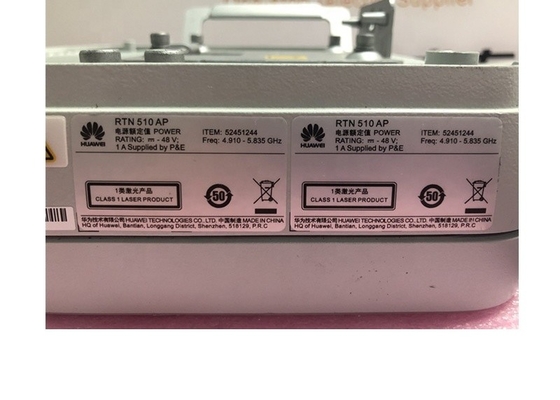 Supplier
RTN 510 AP
电源额定值 POWER
RATING: ⎓ - 48 V;
1 A Supplied by P&E
ITEM: 52451244
Freq: 4.910 - 5.835 GHz
HUAWEI
1类激光产品
CLASS 1 LASER PRODUCT
50
华为技术有限公司 HUAWEI TECHNOLOGIES CO., LTD. 中国制造 MADE IN CHINA
HQ of Huawei, Bantian, Longgang District, Shenzhen, 518129, P.R.C
RTN 510 AP
电源额定值 POWER
RATING: ⎓ - 48 V;
1 A Supplied by P&E
ITEM: 52451244
Freq: 4.910 - 5.835 GHz
HUAWEI
1类激光产品
CLASS 1 LASER PRODUCT
50
华为技术有限公司 HUAWEI TECHNOLOGIES CO., LTD. 中国制造 MADE IN CHINA
HQ of Huawei, Bantian, Longgang District, Shenzhen, 518129, P.R.C